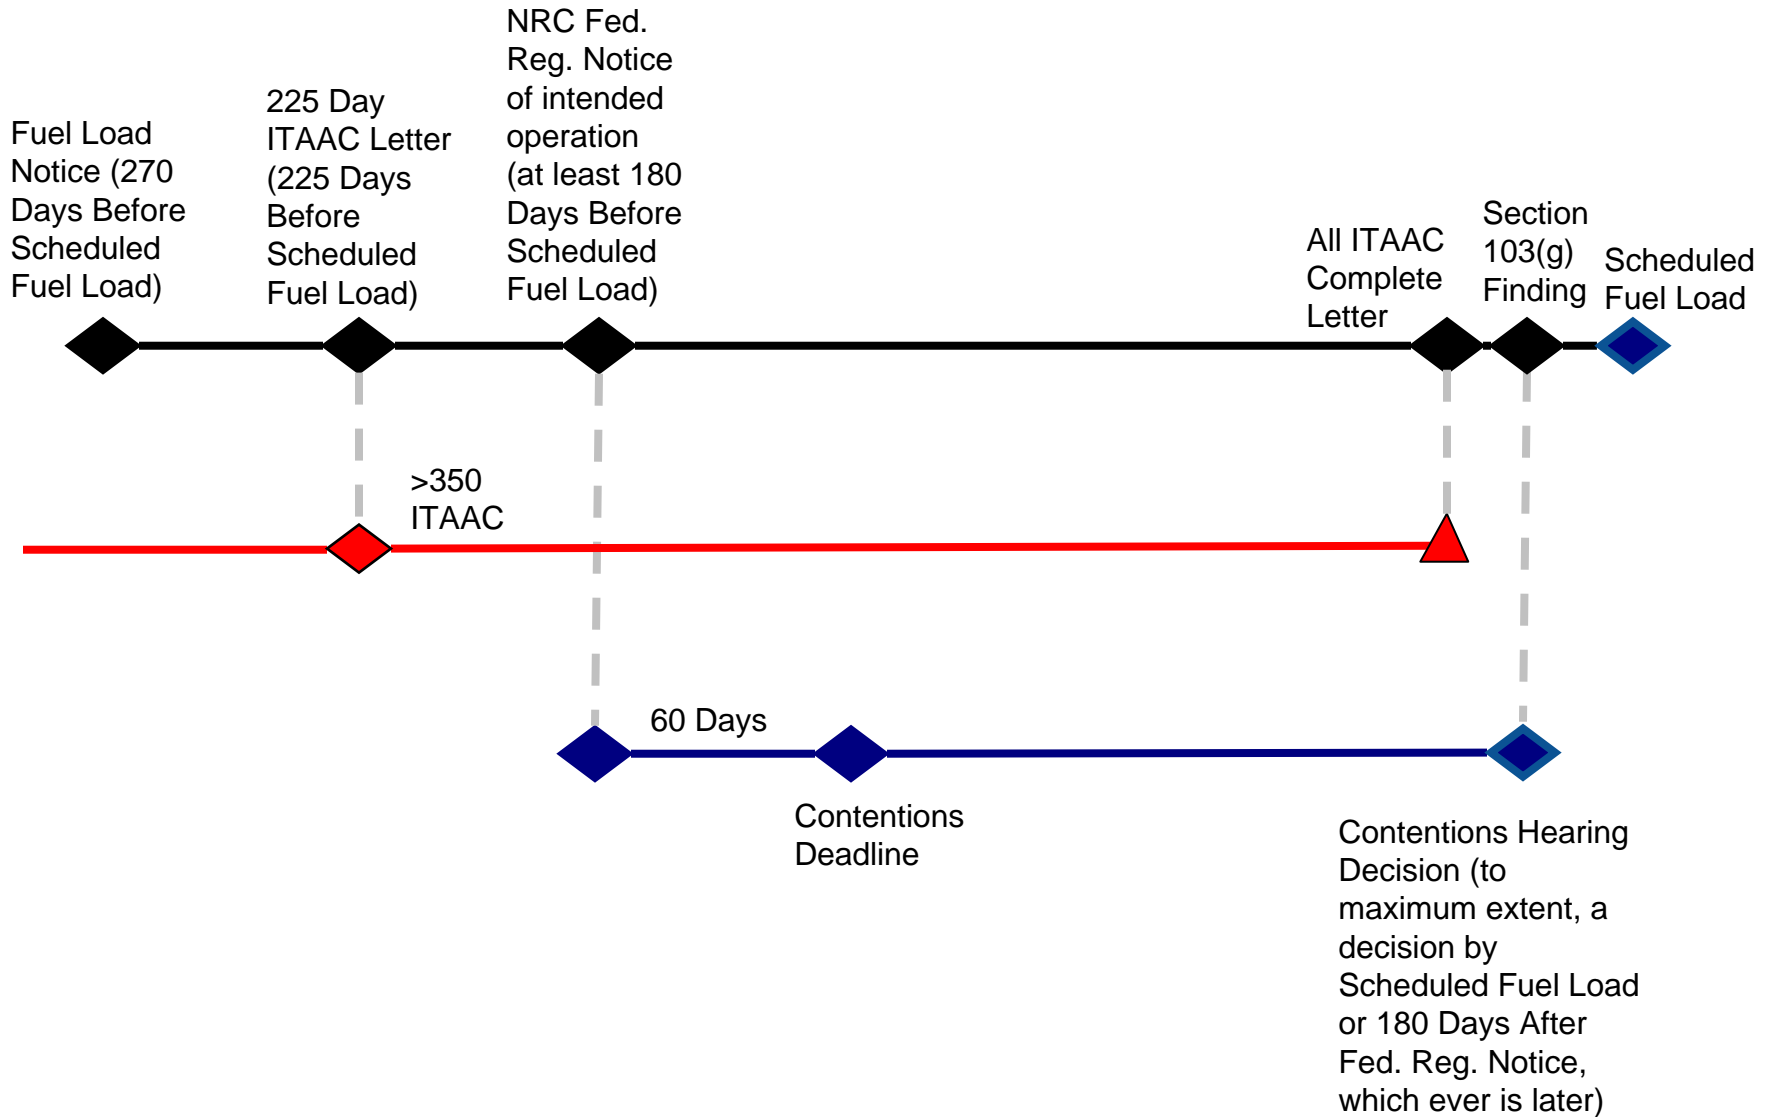 Fuel Load
Notice (270
Days Before
Scheduled
Fuel Load)
225 Day
ITAAC Letter
(225 Days
Before
Scheduled
Fuel Load)
NRC Fed.
Reg. Notice
of intended
operation
(at least 180
Days Before
Scheduled
Fuel Load)
All ITAAC
Complete
Letter
Section
103(g)
Finding
Scheduled
Fuel Load
>350
ITAAC
60 Days
Contentions
Deadline
Contentions Hearing
Decision (to
maximum extent, a
decision by
Scheduled Fuel Load
or 180 Days After
Fed. Reg. Notice,
which ever is later)